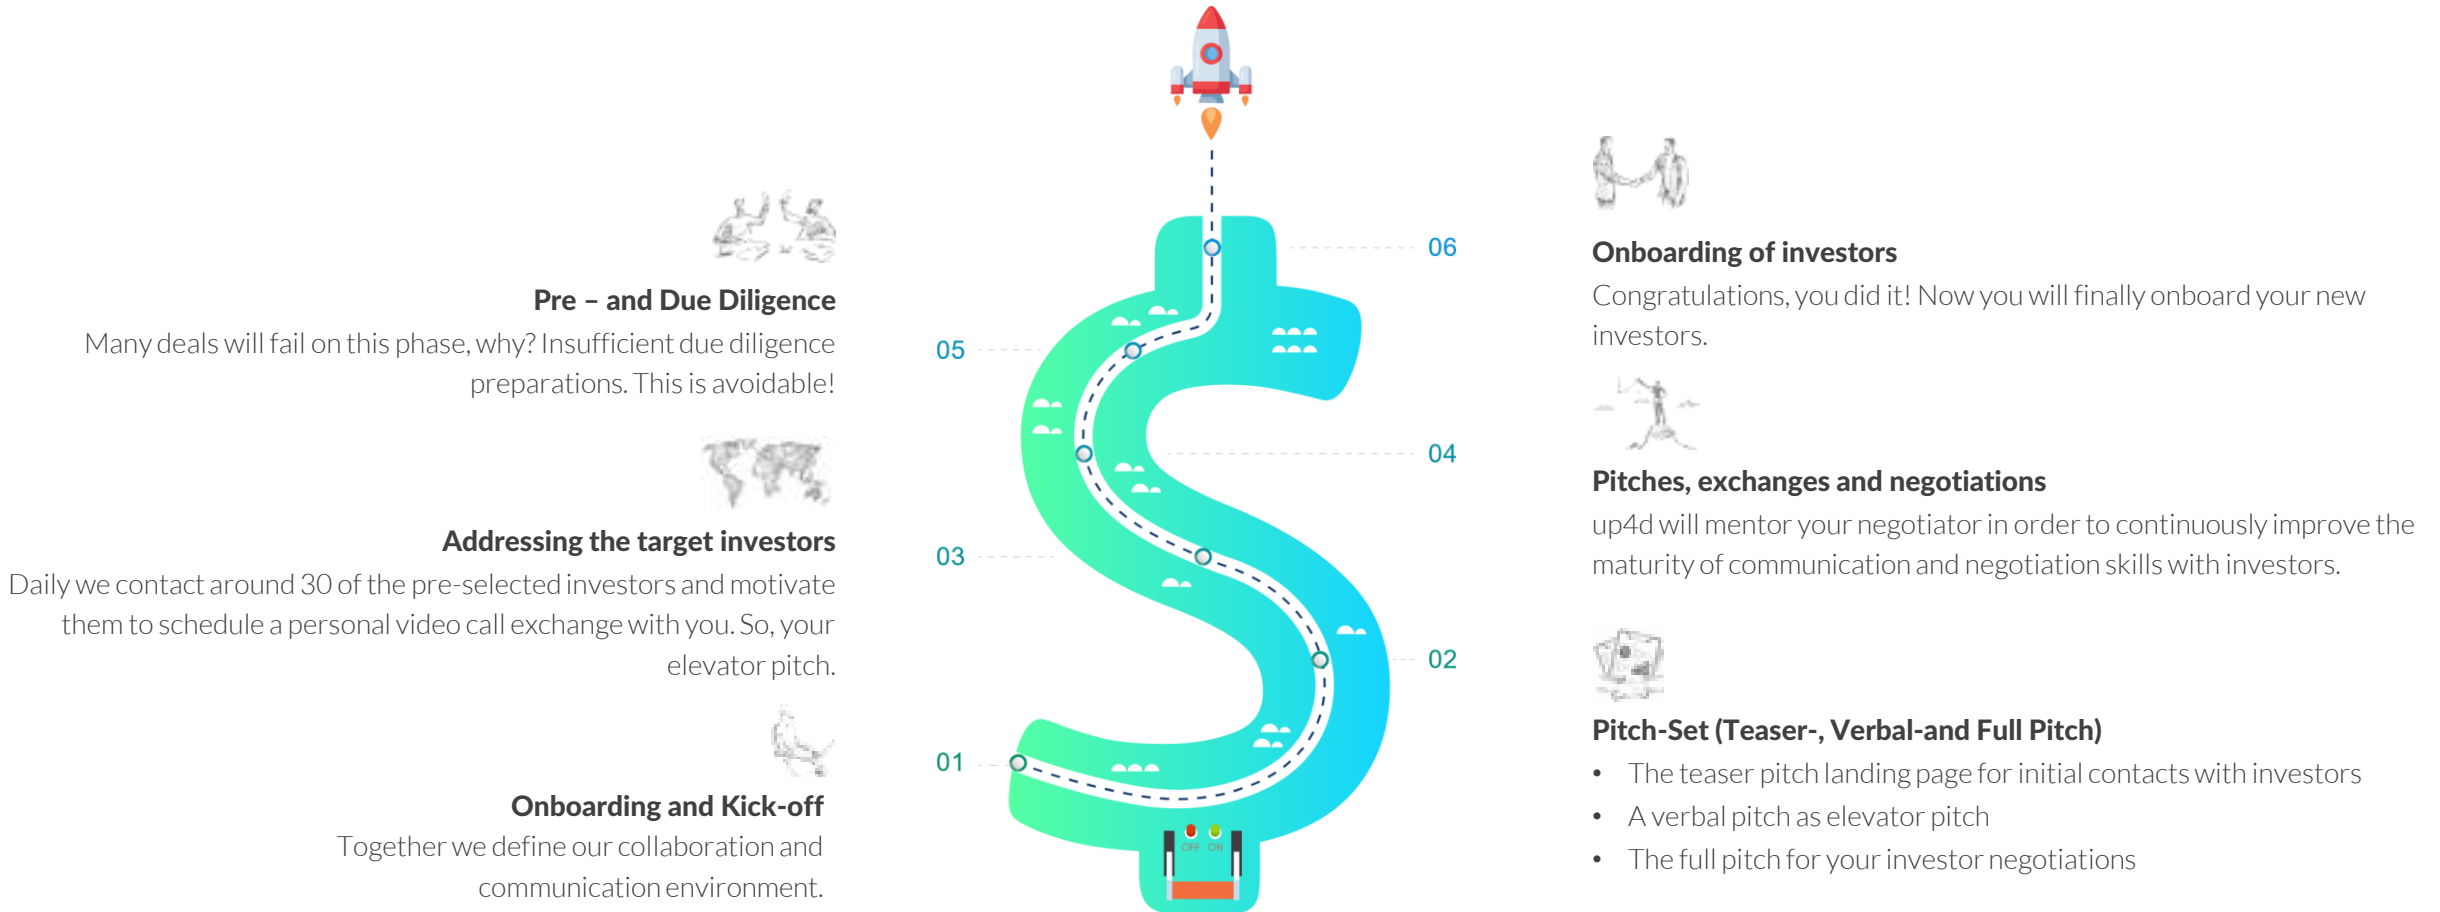 Pre – and Due Diligence
Many deals will fail on this phase, why? Insufficient due diligence
preparations. This is avoidable!
Addressing the target investors
Daily we contact around 30 of the pre-selected investors and motivate
them to schedule a personal video call exchange with you. So, your
elevator pitch.
Onboarding and Kick-off
Together we define our collaboration and
communication environment.
06
05
04
03
02
01
OFF ON
Onboarding of investors
Congratulations, you did it! Now you will finally onboard your new
investors.
Pitches, exchanges and negotiations
up4d will mentor your negotiator in order to continuously improve the
maturity of communication and negotiation skills with investors.
Pitch-Set (Teaser-, Verbal-and Full Pitch)
• The teaser pitch landing page for initial contacts with investors
• A verbal pitch as elevator pitch
• The full pitch for your investor negotiations